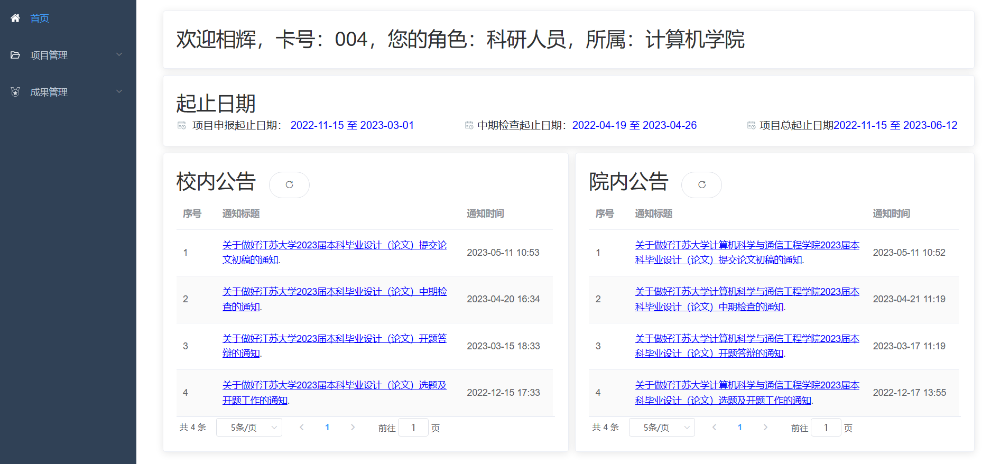 首页
项目管理
成果管理
欢迎相辉，卡号：004，您的角色：科研人员，所属：计算机学院
起止日期
项目申报起止日期： 2022-11-15 至 2023-03-01
中期检查起止日期：2022-04-19 至 2023-04-26
项目总起止日期2022-11-15 至 2023-06-12
校内公告
序号 通知标题 通知时间
1 关于做好江苏大学2023届本科毕业设计（论文）提交论 2023-05-11 10:53
文初稿的通知.
2 关于做好江苏大学2023届本科毕业设计（论文）中期检 2023-04-20 16:34
查的通知.
3 关于做好江苏大学2023届本科毕业设计（论文）开题答 2023-03-15 18:33
辩的通知.
4 关于做好江苏大学2023届本科毕业设计（论文）选题及 2022-12-15 17:33
开题工作的通知.
共 4 条 5条/页 1 前往 1 页
院内公告
序号 通知标题 通知时间
1 关于做好江苏大学计算机科学与通信工程学院2023届本 2023-05-11 10:52
科毕业设计（论文）提交论文初稿的通知.
2 关于做好江苏大学计算机科学与通信工程学院2023届本 2023-04-21 11:19
科毕业设计（论文）中期检查的通知.
3 关于做好江苏大学计算机科学与通信工程学院2023届本 2023-03-17 11:19
科毕业设计（论文）开题答辩的通知.
4 关于做好江苏大学计算机科学与通信工程学院2023届本 2022-12-17 13:55
科毕业设计（论文）选题及开题工作的通知.
共 4 条 5条/页 1 前往 1 页